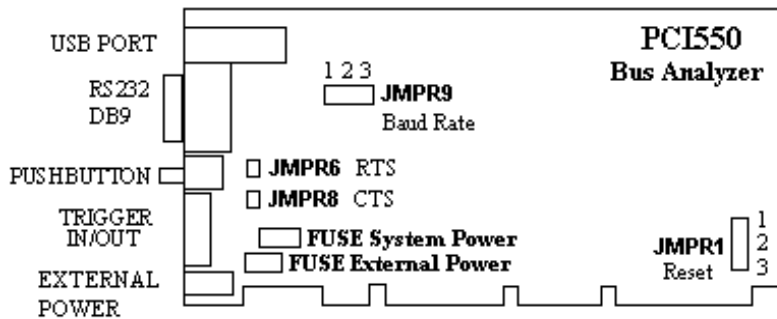 USB PORT
PCI550
Bus Analyzer
1 2 3
JMPR9
Baud Rate
RS232
DB9
PUSHBUTTON
JMPR6 RTS
JMPR8 CTS
TRIGGER
IN/OUT
FUSE System Power
FUSE External Power
EXTERNAL
POWER
JMPR1
Reset
1
2
3